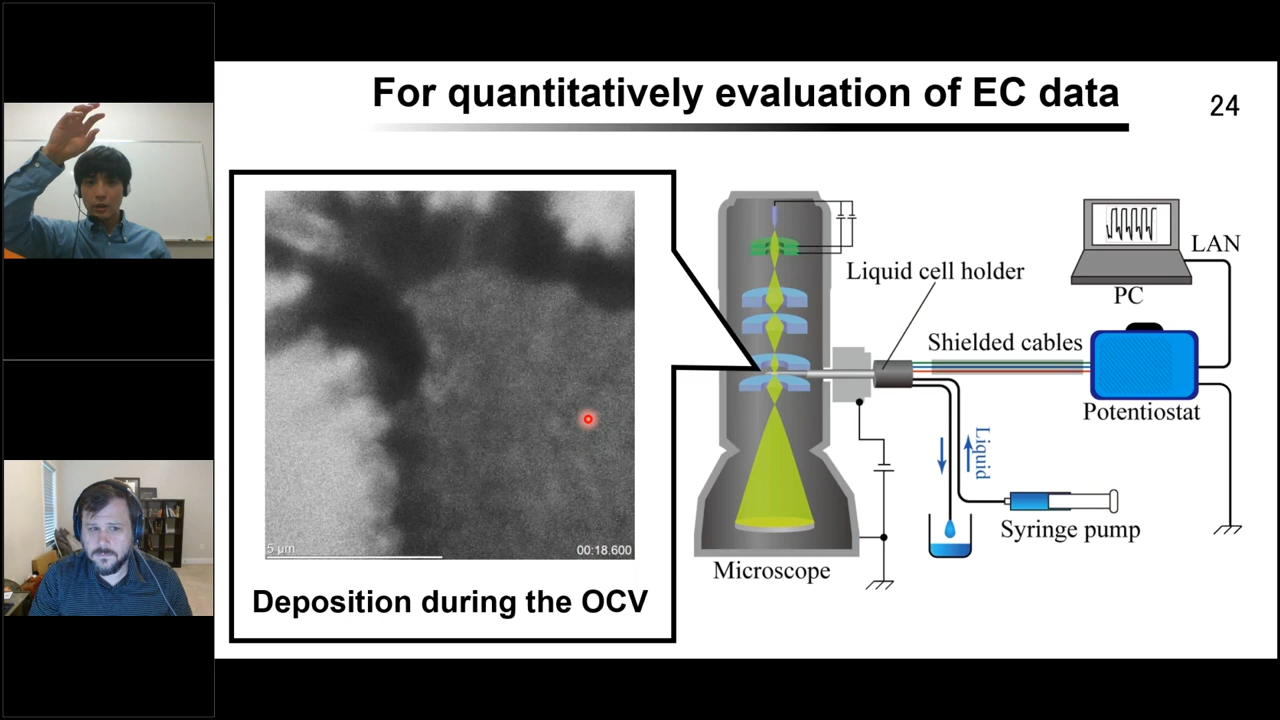 For quantitatively evaluation of EC data
24
5 μm
00:18.600
Deposition during the OCV
Liquid cell holder
LAN
PC
Shielded cables
Potentiostat
Liquid
Syringe pump
Microscope